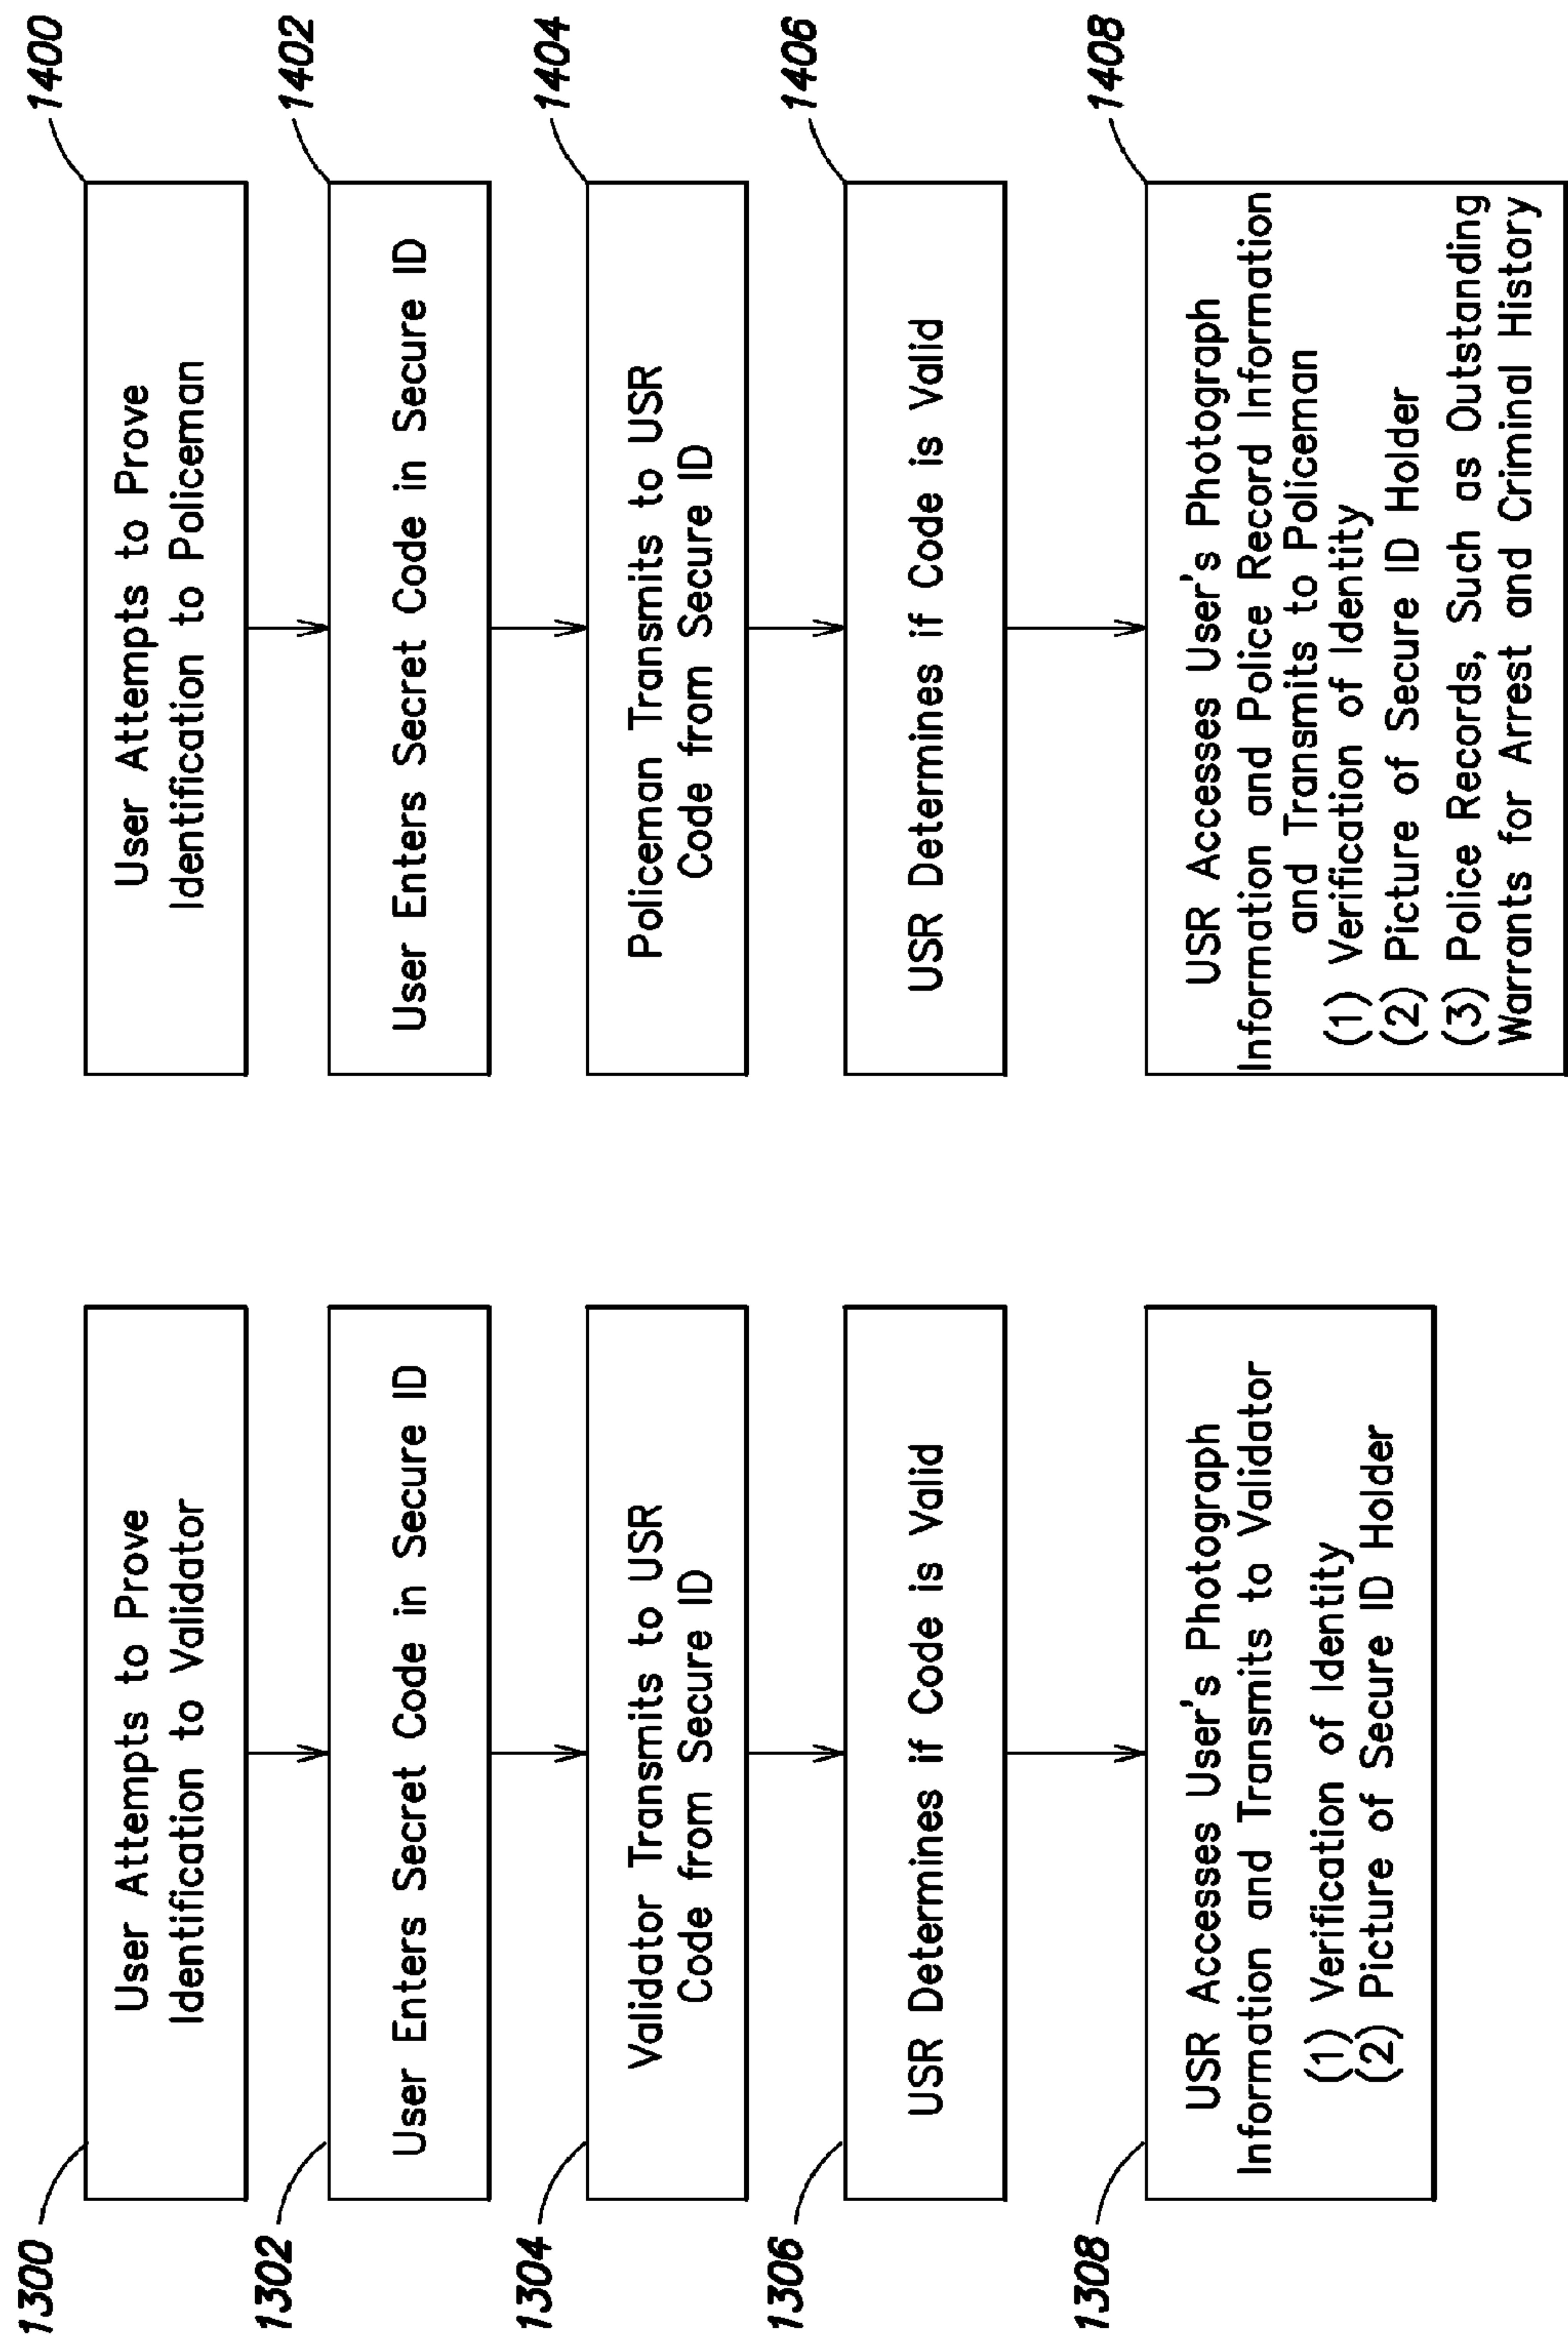 1300
User Attempts to Prove
Identification to Validator
1302
User Enters Secret Code in Secure ID
1304
Validator Transmits to USR
Code from Secure ID
1306
USR Determines if Code is Valid
1308
USR Accesses User's Photograph
Information and Transmits to Validator
(1) Verification of Identity
(2) Picture of Secure ID Holder
1400
User Attempts to Prove
Identification to Policeman
1402
User Enters Secret Code in Secure ID
1404
Policeman Transmits to USR
Code from Secure ID
1406
USR Determines if Code is Valid
1408
USR Accesses User's Photograph
Information and Police Record Information
and Transmits to Policeman
(1) Verification of Identity
(2) Picture of Secure ID Holder
(3) Police Records, Such as Outstanding
Warrants for Arrest and Criminal History